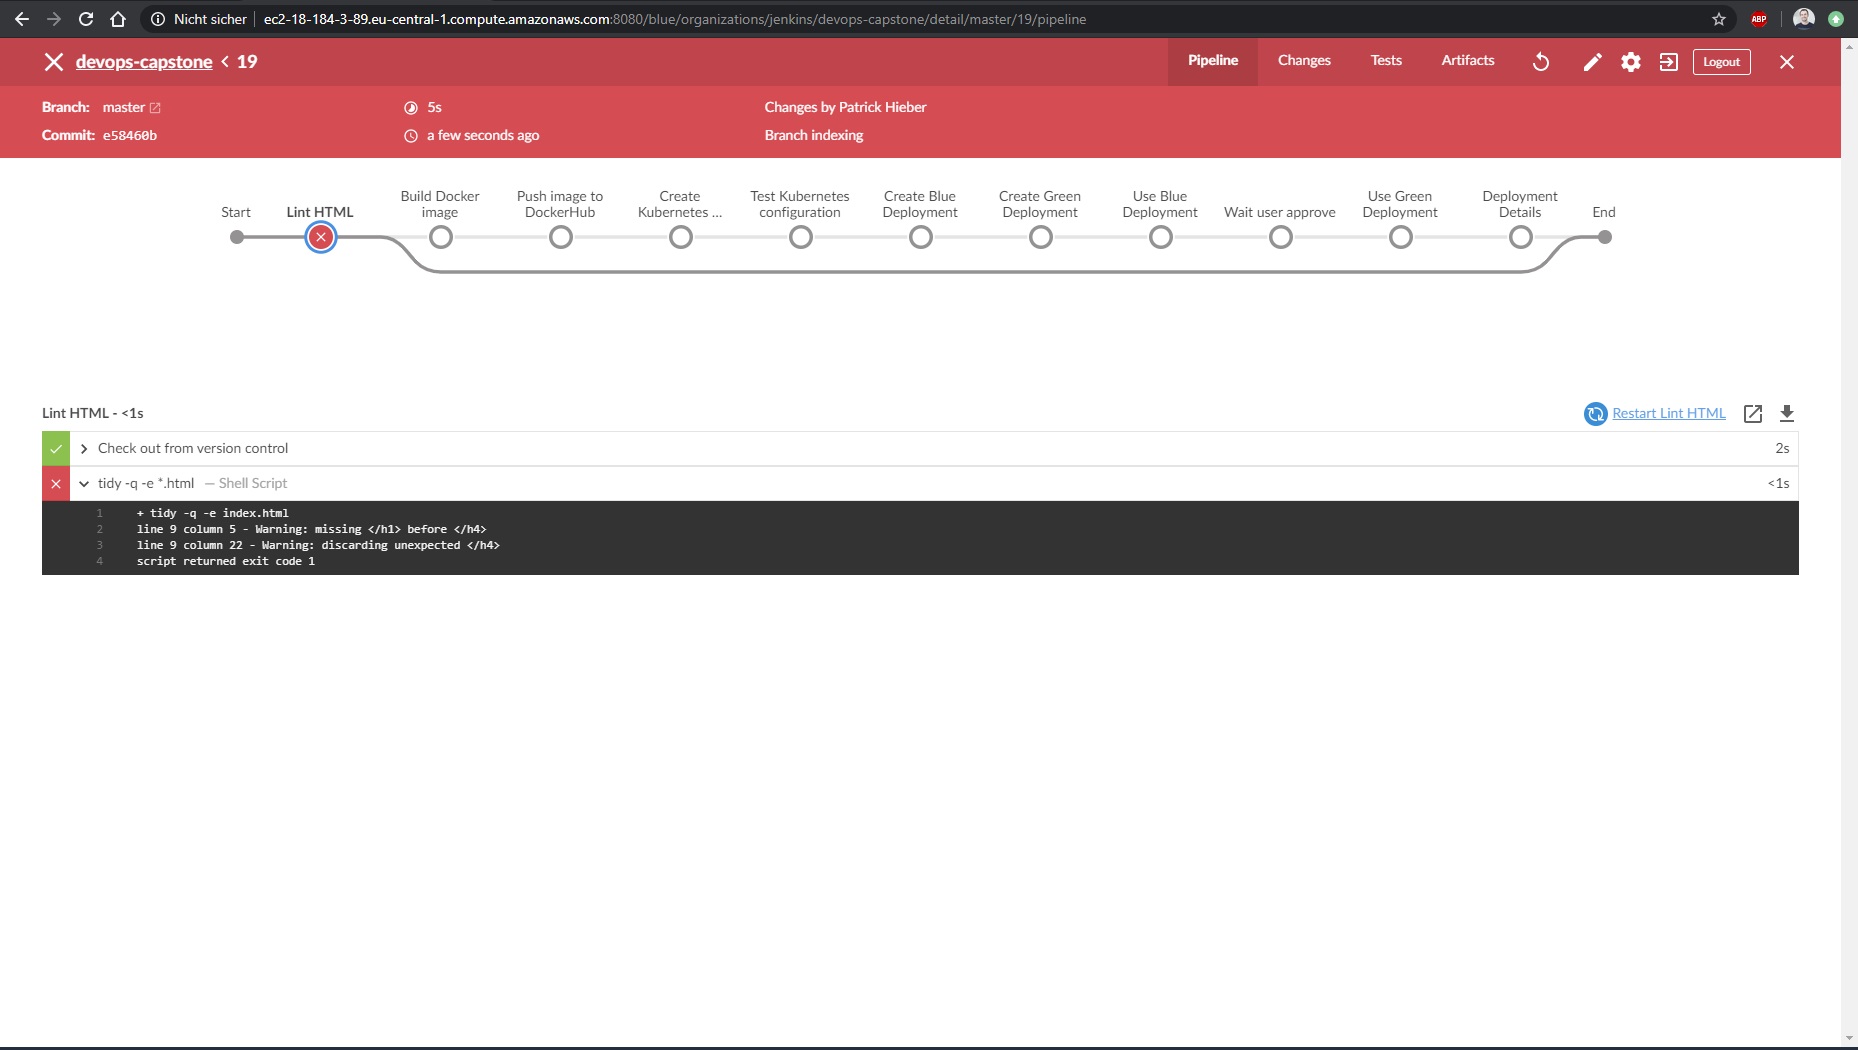 Nicht sicher ec2-18-184-3-89.eu-central-1.compute.amazonaws.com:8080/blue/organizations/jenkins/devops-capstone/detail/master/19/pipeline
ABP
devops-capstone < 19
Pipeline Changes Tests Artifacts Logout
Branch: master 5s Changes by Patrick Hieber
Commit: e58460b a few seconds ago Branch indexing
Start
Lint HTML
Build Docker
image
Push image to
DockerHub
Create
Kubernetes ...
Test Kubernetes
configuration
Create Blue
Deployment
Create Green
Deployment
Use Blue
Deployment
Wait user approve
Use Green
Deployment
Deployment
Details
End
Lint HTML - <1s Restart Lint HTML
Check out from version control 2s
tidy -q -e *.html — Shell Script <1s
1 + tidy -q -e index.html
2 line 9 column 5 - Warning: missing </h1> before </h4>
3 line 9 column 22 - Warning: discarding unexpected </h4>
4 script returned exit code 1